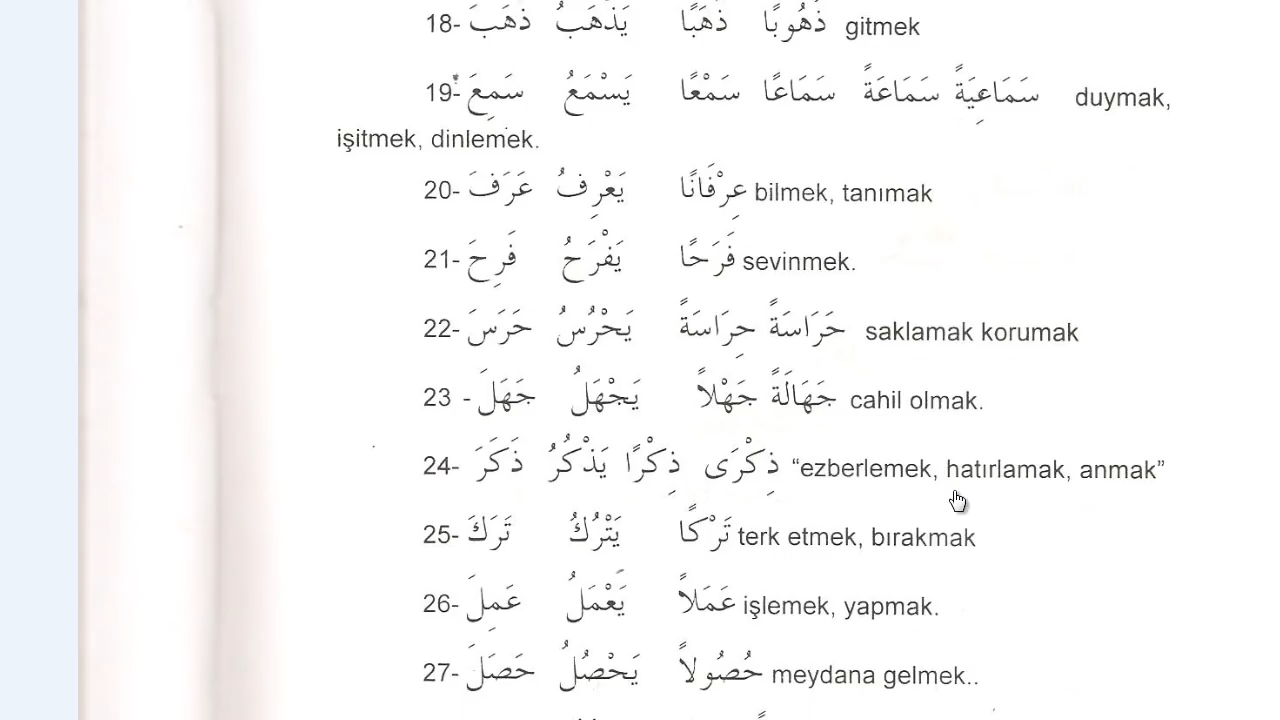 18- ذَهَبَ يَذْهَبُ ذَهَبًا ذُهُوبًا gitmek
19- سَمِعَ يَسْمَعُ سَمْعًا سَمَاعًا سَمَاعَةً سَمَاعِيَةً duymak,
işitmek, dinlemek.
20- عَرَفَ يَعْرِفُ عِرْفَانًا bilmek, tanımak
21- فَرِحَ يَفْرَحُ فَرَحًا sevinmek.
22- حَرَسَ يَحْرُسُ حِرَاسَةً حَرَاسَةً saklamak korumak
23 - جَهَلَ يَجْهَلُ جَهْلاً جَهَالَةً cahil olmak.
24- ذَكَرَ يَذْكُرُ ذِكْرًا ذِكْرَى “ezberlemek, hatırlamak, anmak”
25- تَرَكَ يَتْرُكُ تَرْكًا terk etmek, bırakmak
26- عَمِلَ يَعْمَلُ عَمَلاً işlemek, yapmak.
27- حَصَلَ يَحْصُلُ حُصُولاً meydana gelmek..